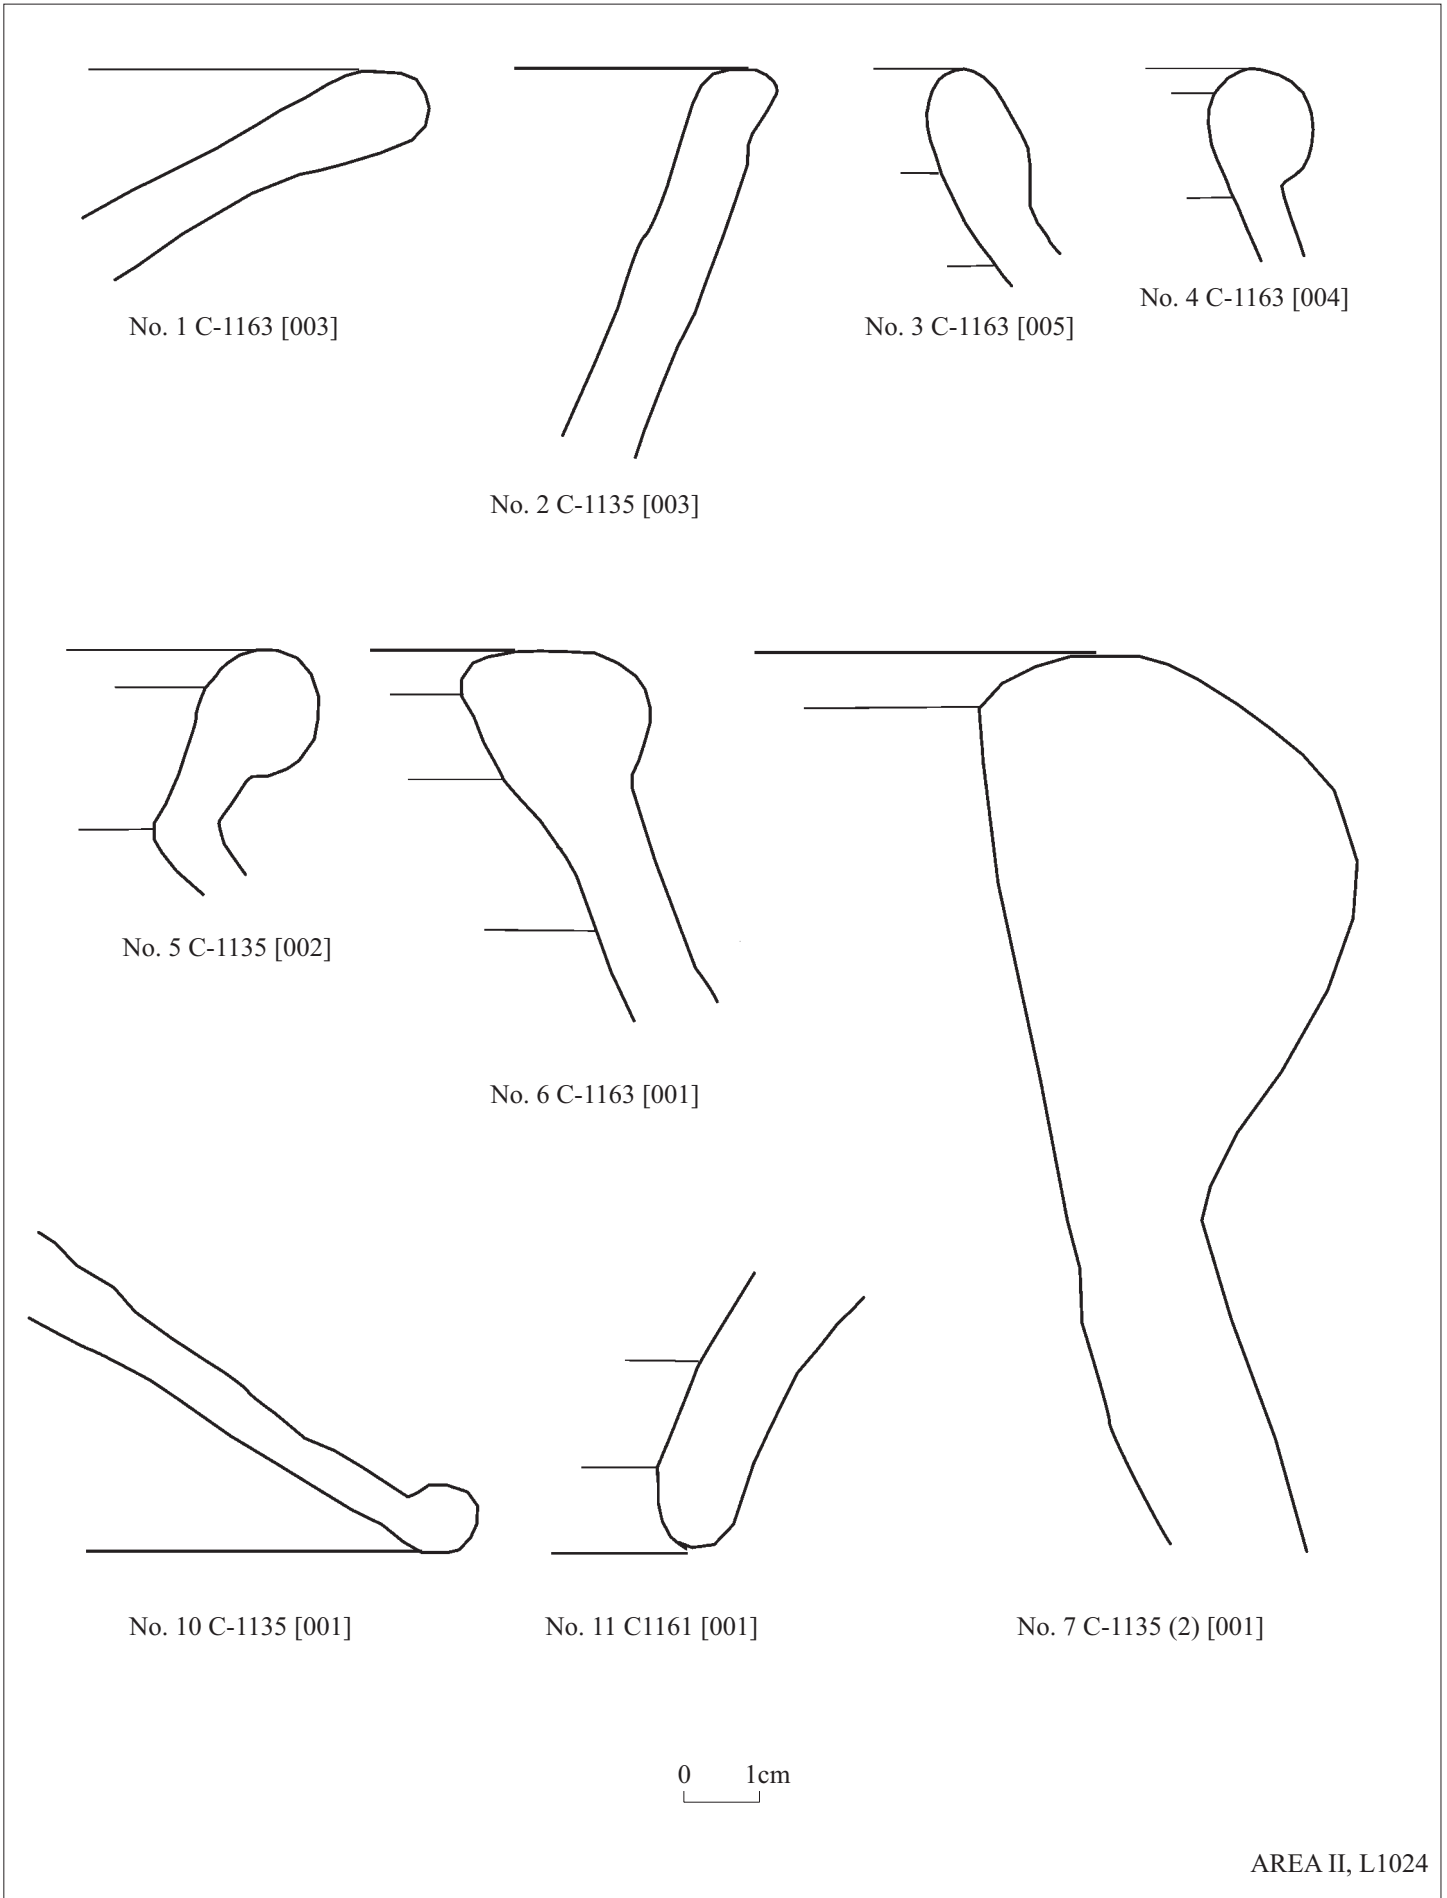 No. 1 C-1163 [003]
No. 2 C-1135 [003]
No. 3 C-1163 [005]
No. 4 C-1163 [004]
No. 5 C-1135 [002]
No. 6 C-1163 [001]
No. 10 C-1135 [001]
No. 11 C1161 [001]
No. 7 C-1135 (2) [001]
0 1cm
AREA II, L1024